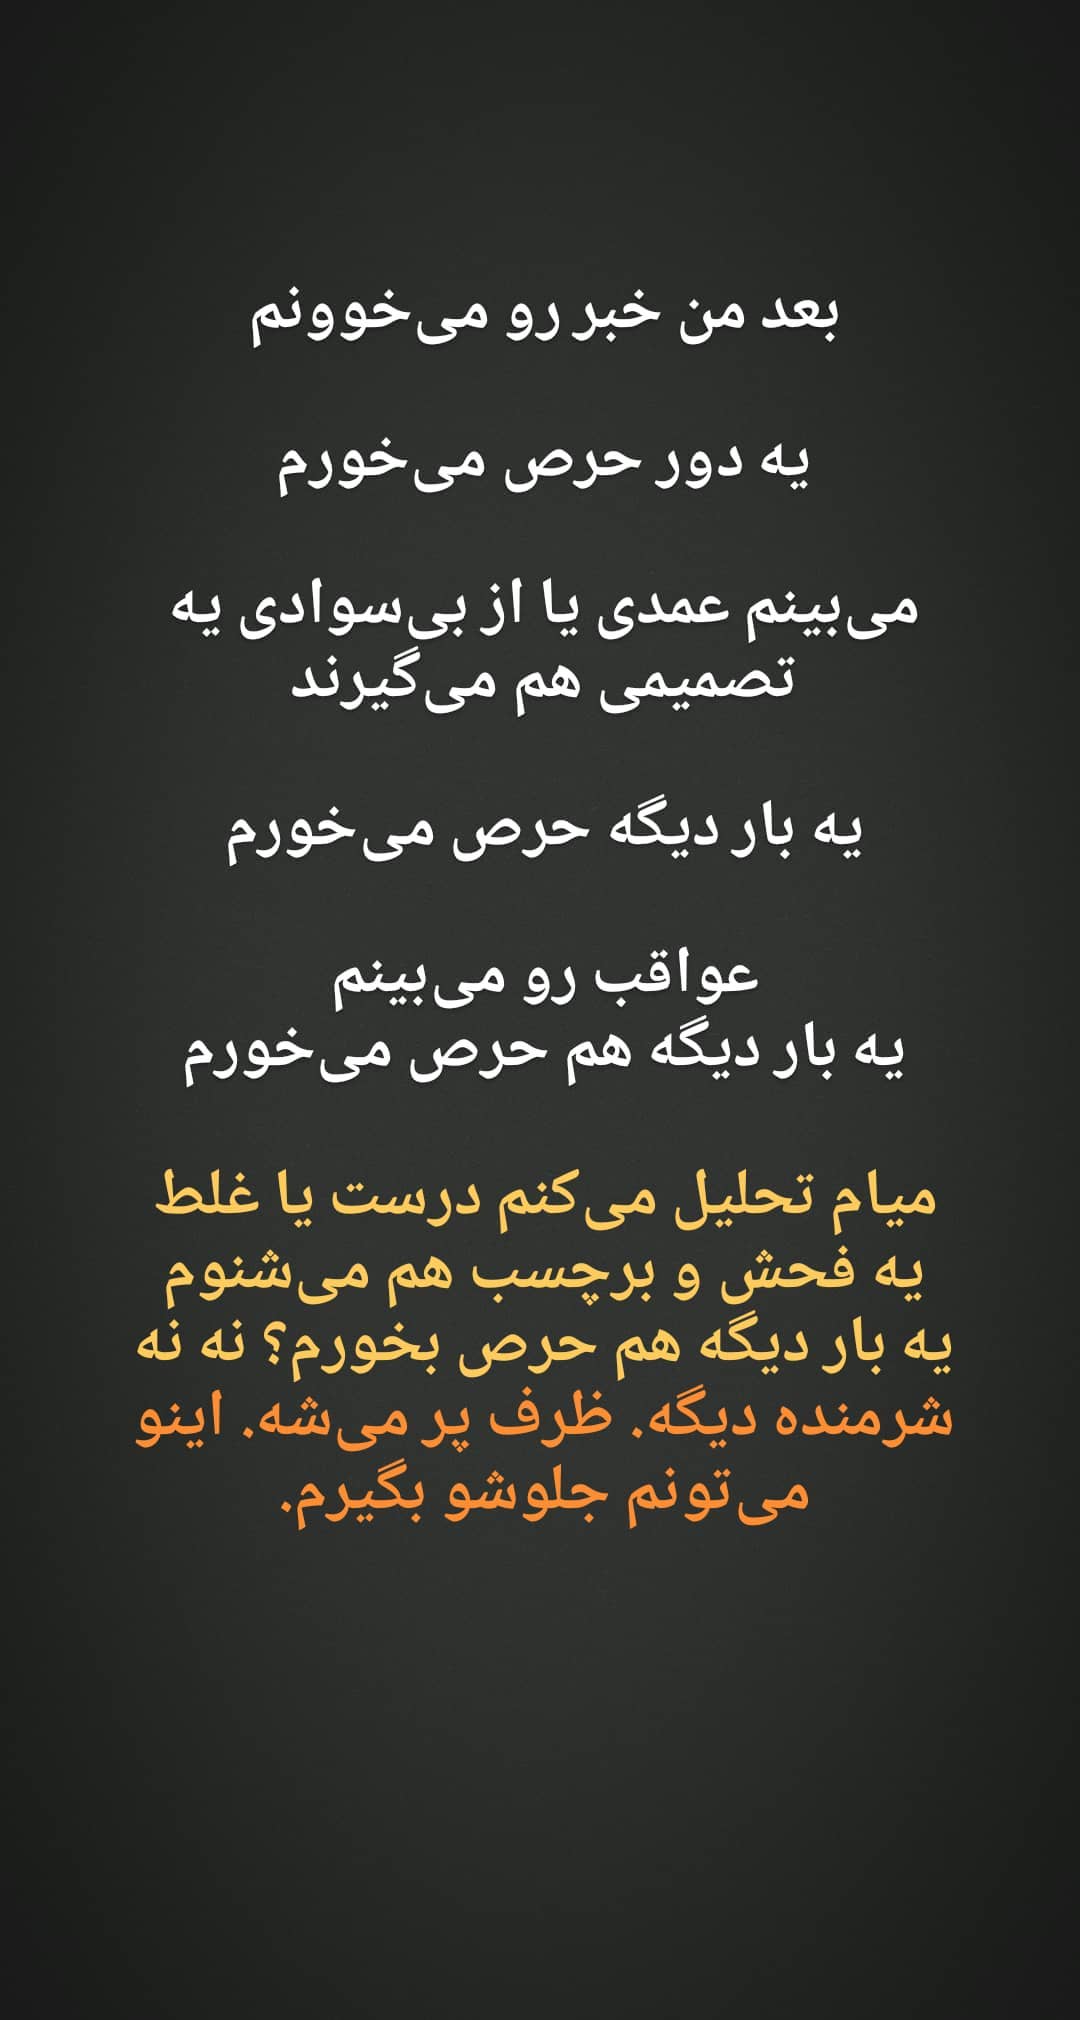 بعد من خبر رو می‌خوونم
یه دور حرص می‌خورم
می‌بینم عمدی یا از بی‌سوادی یه
تصمیمی هم می‌گیرند
یه بار دیگه حرص می‌خورم
عواقب رو می‌بینم
یه بار دیگه هم حرص می‌خورم
میام تحلیل می‌کنم درست یا غلط
یه فحش و برچسب هم می‌شنوم
یه بار دیگه هم حرص بخورم؟ نه نه
شرمنده دیگه. ظرف پر می‌شه. اینو
می‌تونم جلوشو بگیرم.